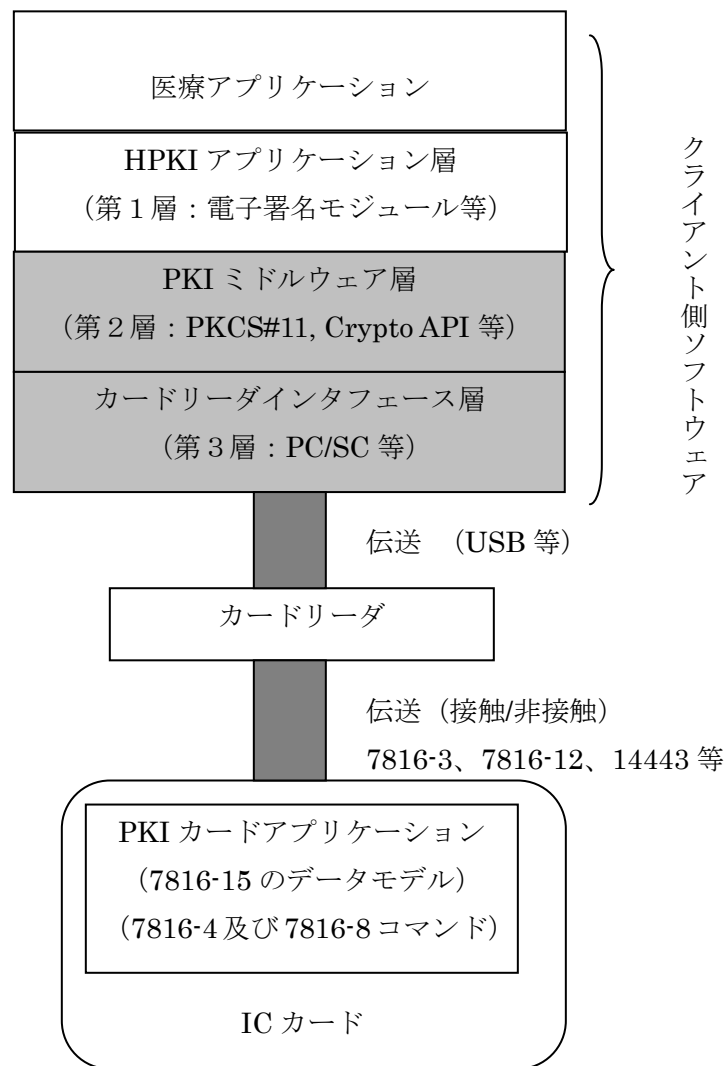 医療アプリケーション
HPKI アプリケーション層
（第１層：電子署名モジュール等）
PKI ミドルウェア層
（第２層：PKCS#11, Crypto API 等）
カードリーダインタフェース層
（第３層：PC/SC 等）
クライアント側ソフトウェア
伝送　（USB 等）
カードリーダ
伝送（接触/非接触）
7816-3、7816-12、14443 等
PKI カードアプリケーション
（7816-15 のデータモデル）
（7816-4 及び 7816-8 コマンド）
IC カード